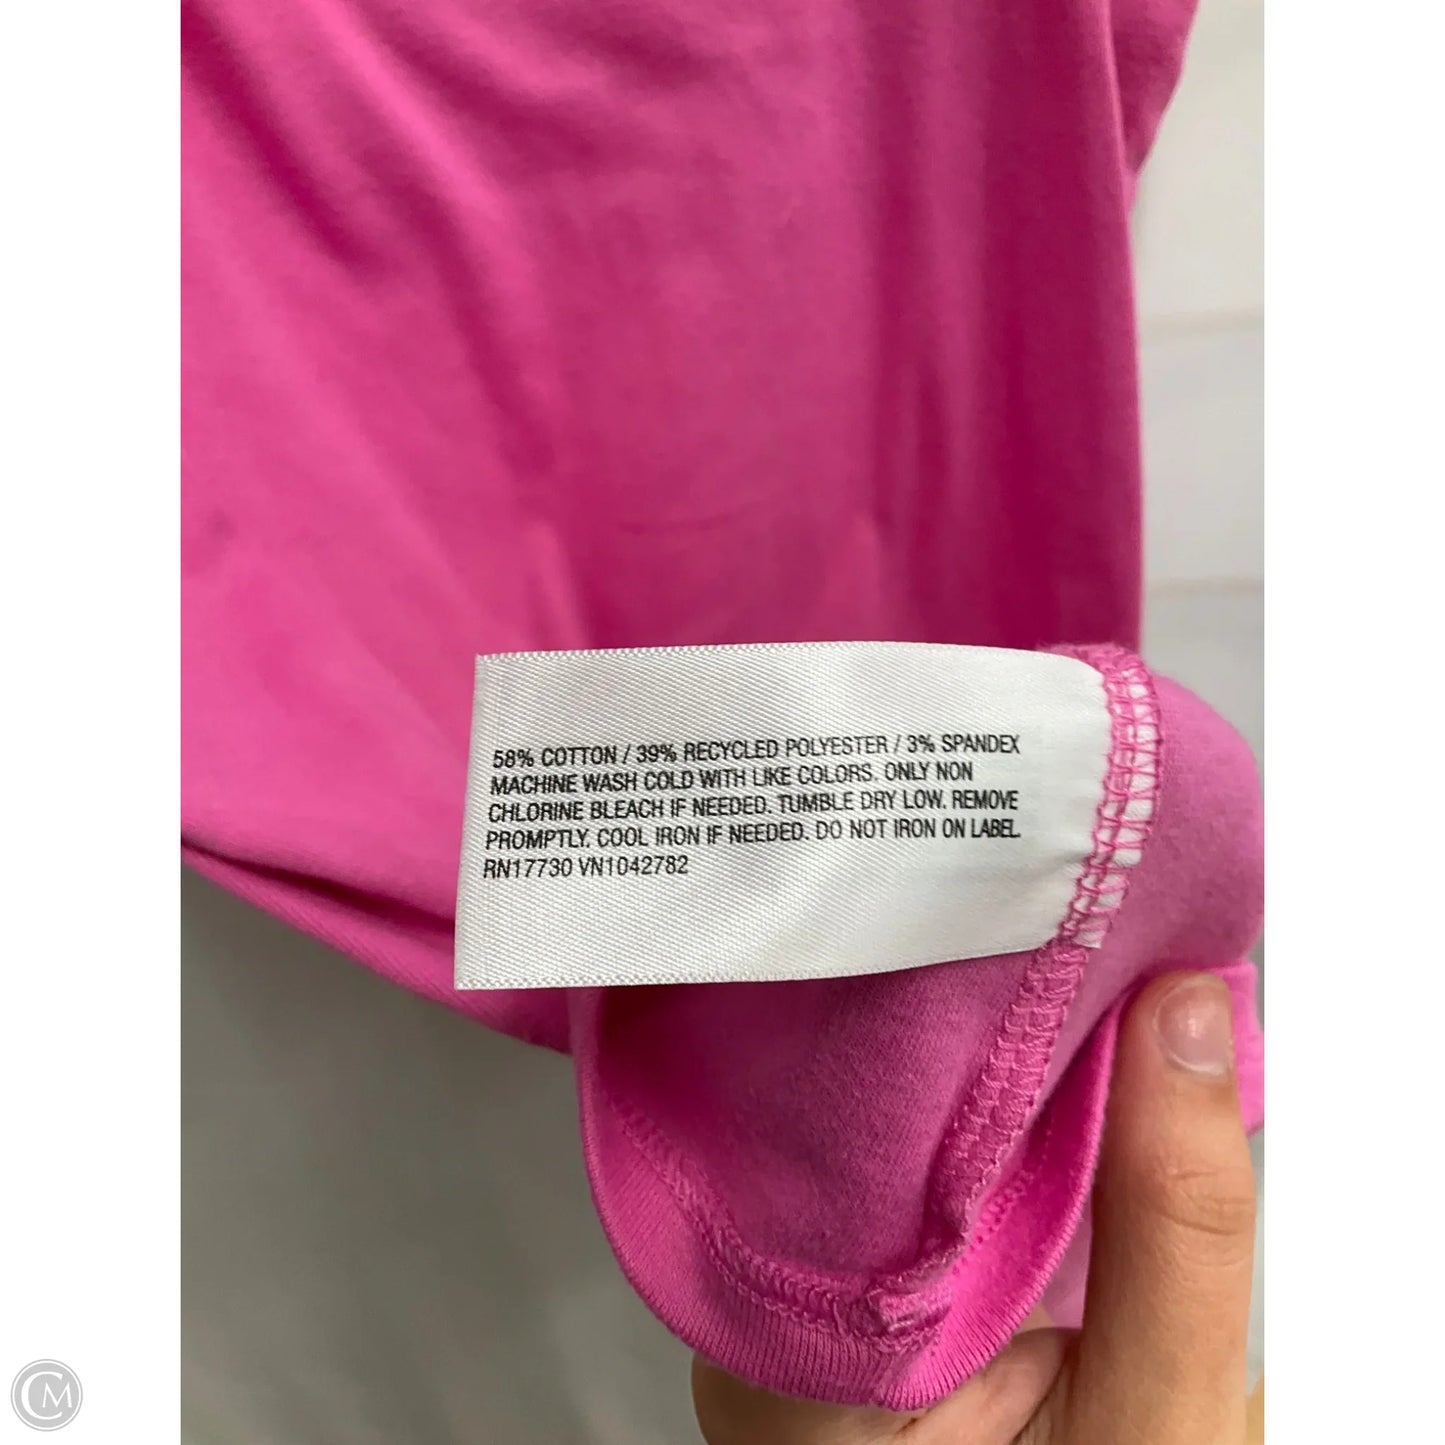 58% COTTON / 39% RECYCLED POLYESTER / 3% SPANDEX
MACHINE WASH COLD WITH LIKE COLORS. ONLY NON
CHLORINE BLEACH IF NEEDED. TUMBLE DRY LOW. REMOVE
PROMPTLY. COOL IRON IF NEEDED. DO NOT IRON ON LABEL.
RN17730 VN1042782
CM